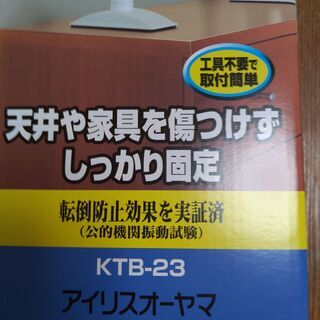 工具不要で
取付簡単
天井や家具を傷つけず
しっかり固定
転倒防止効果を実証済
(公的機関振動試験)
KTB-23
アイリスオーヤマ